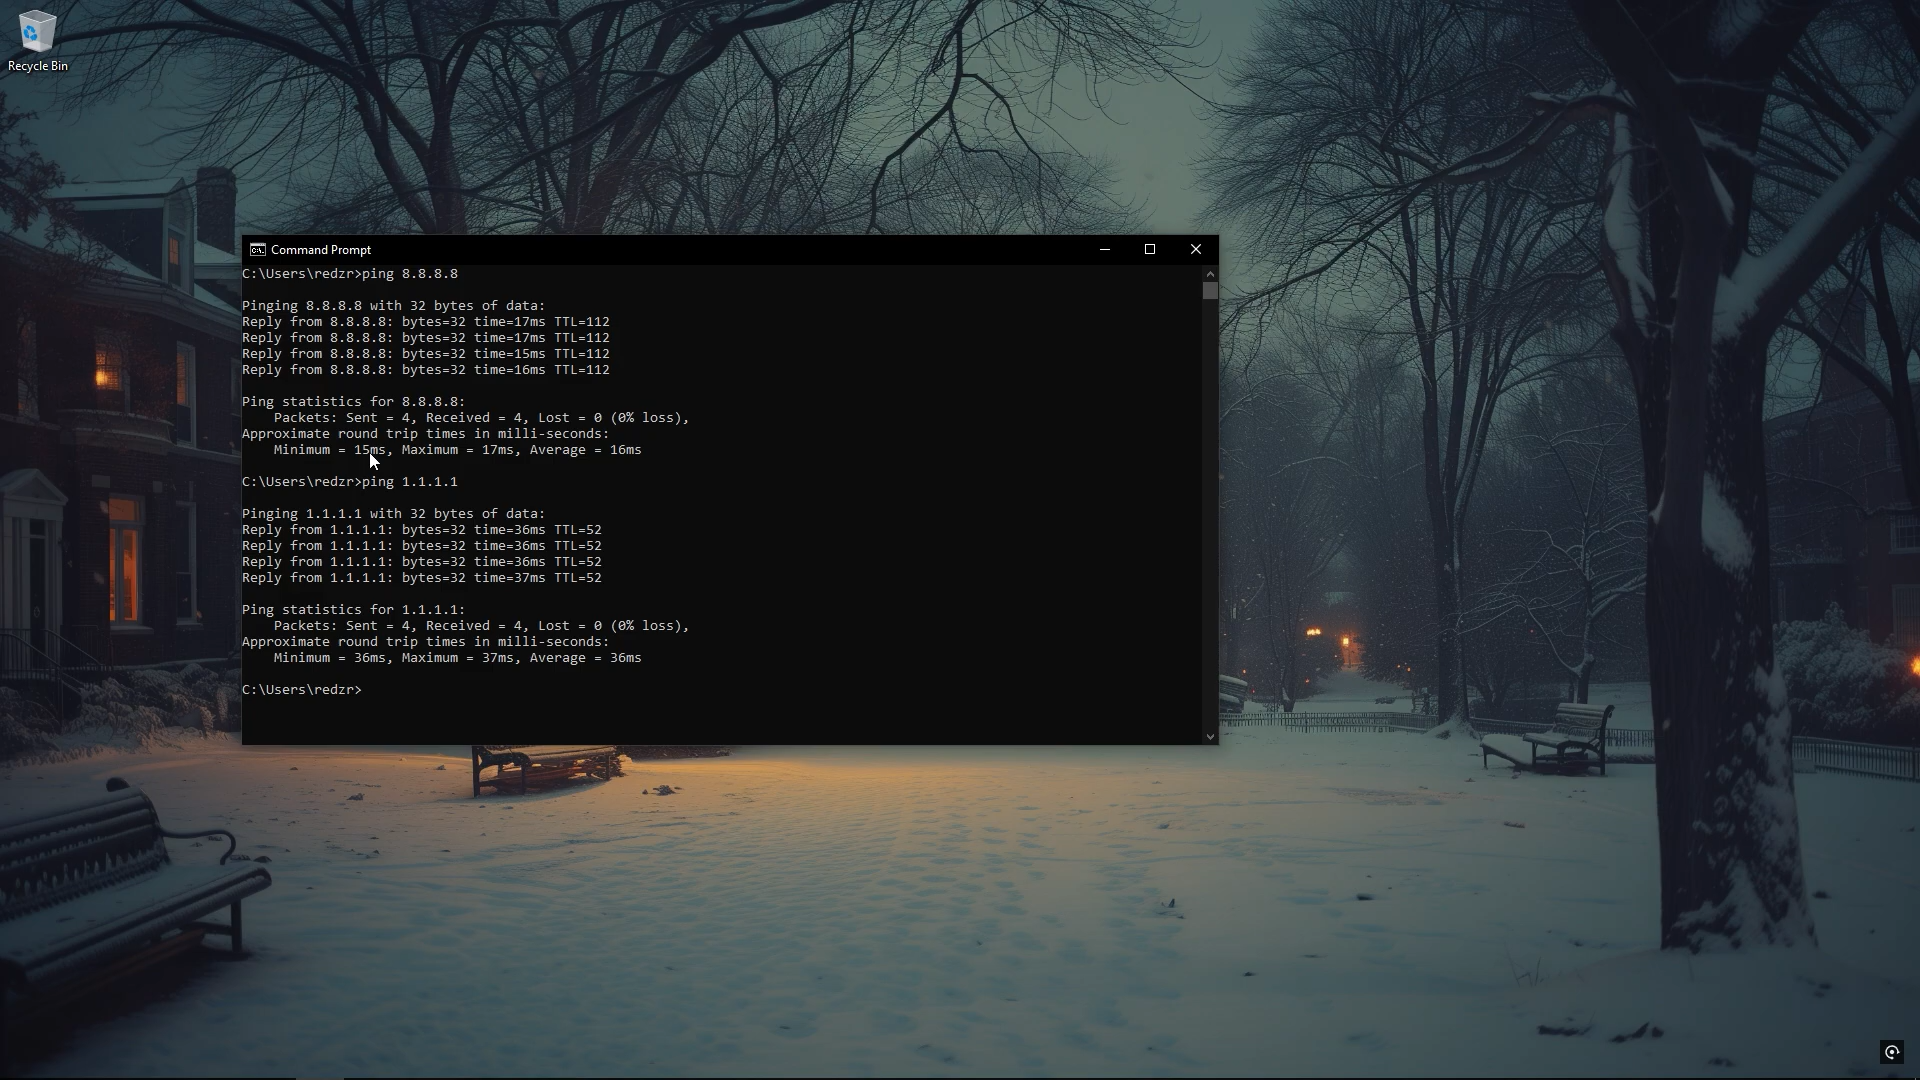 Recycle Bin
Command Prompt
C:\Users\redzr>ping 8.8.8.8
Pinging 8.8.8.8 with 32 bytes of data:
Reply from 8.8.8.8: bytes=32 time=17ms TTL=112
Reply from 8.8.8.8: bytes=32 time=17ms TTL=112
Reply from 8.8.8.8: bytes=32 time=15ms TTL=112
Reply from 8.8.8.8: bytes=32 time=16ms TTL=112
Ping statistics for 8.8.8.8:
    Packets: Sent = 4, Received = 4, Lost = 0 (0% loss),
Approximate round trip times in milli-seconds:
    Minimum = 15ms, Maximum = 17ms, Average = 16ms
C:\Users\redzr>ping 1.1.1.1
Pinging 1.1.1.1 with 32 bytes of data:
Reply from 1.1.1.1: bytes=32 time=36ms TTL=52
Reply from 1.1.1.1: bytes=32 time=36ms TTL=52
Reply from 1.1.1.1: bytes=32 time=36ms TTL=52
Reply from 1.1.1.1: bytes=32 time=37ms TTL=52
Ping statistics for 1.1.1.1:
    Packets: Sent = 4, Received = 4, Lost = 0 (0% loss),
Approximate round trip times in milli-seconds:
    Minimum = 36ms, Maximum = 37ms, Average = 36ms
C:\Users\redzr>